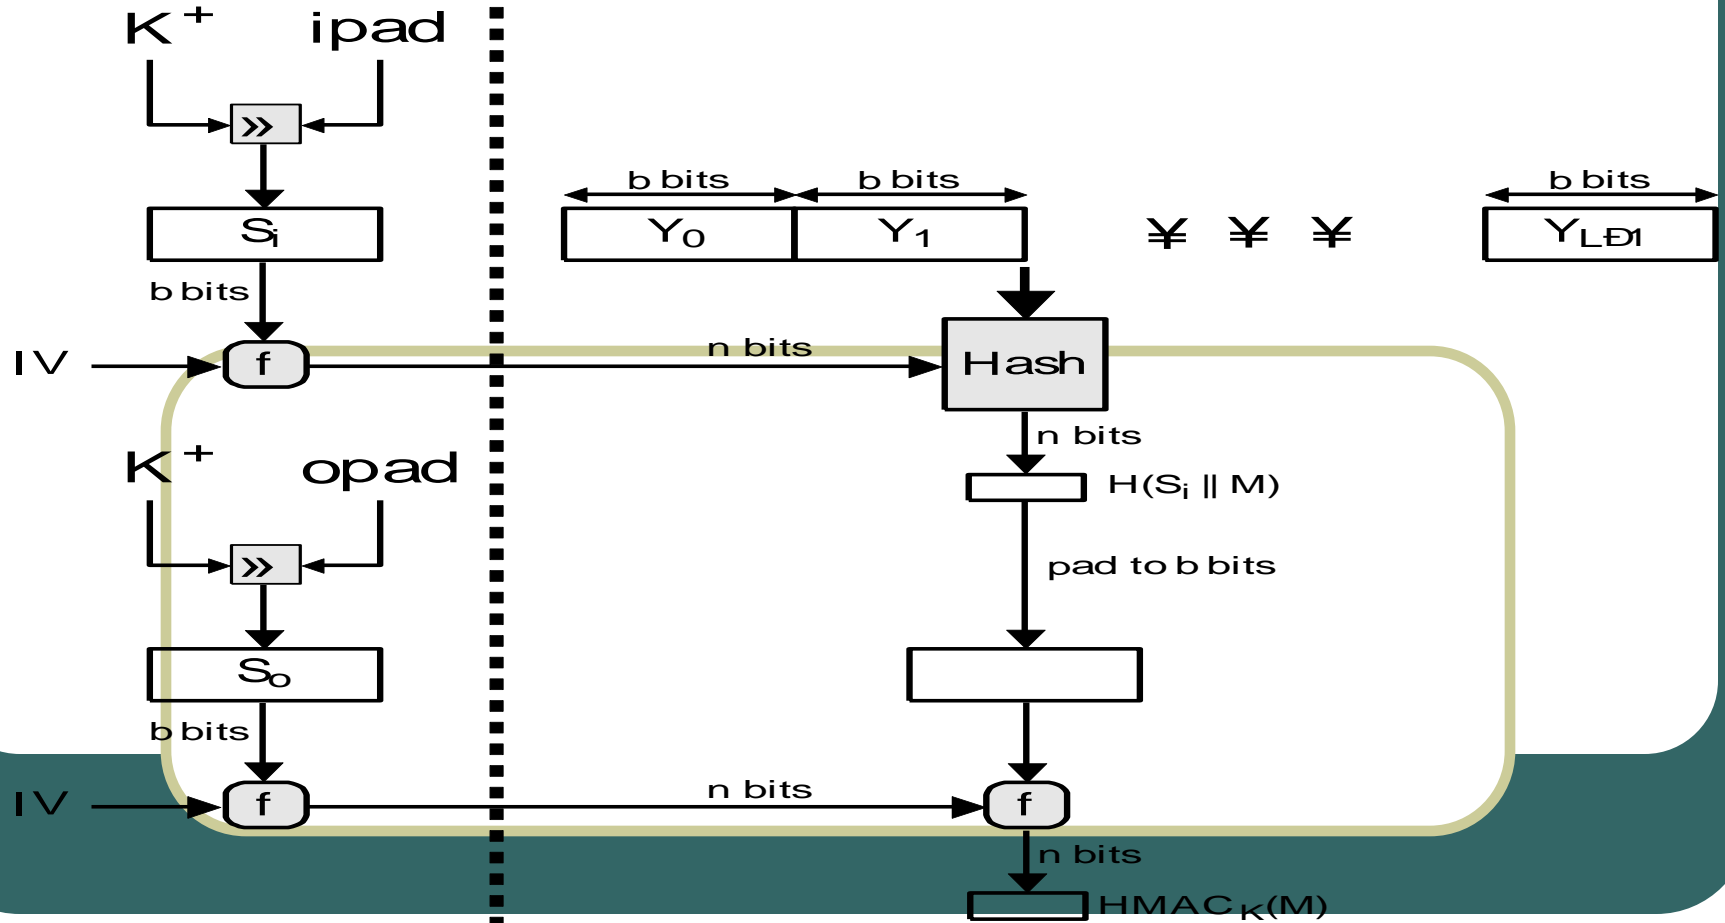 K+ ipad
»
b bits b bits b bits
Si Y0 Y1 ¥ ¥ ¥ YLÐ1
b bits
IV f n bits Hash
n bits
K+ opad
H(Si || M)
» pad to b bits
So
b bits
IV f n bits f
n bits
HMACK(M)